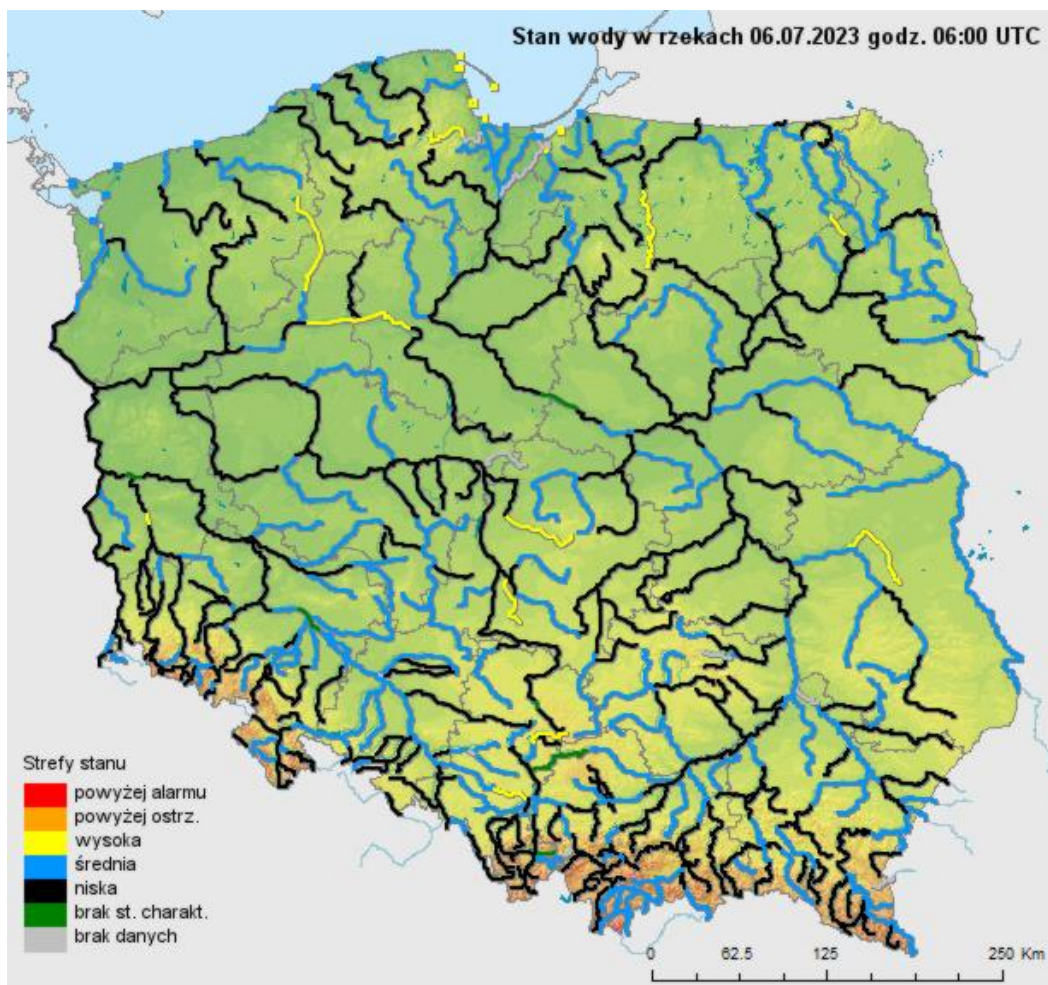 Stan wody w rzekach 06.07.2023 godz. 06:00 UTC
Strefy stanu
powyżej alarmu
powyżej ostrz.
wysoka
średnia
niska
brak st. charakt.
brak danych
0 62.5 125 250 Km